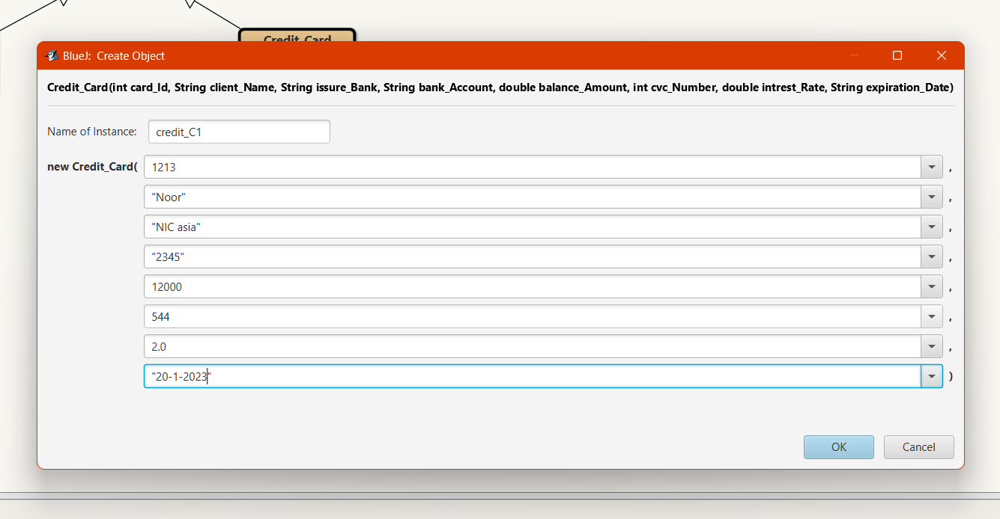 Credit_Card
BlueJ: Create Object
Credit_Card(int card_Id, String client_Name, String issure_Bank, String bank_Account, double balance_Amount, int cvc_Number, double intrest_Rate, String expiration_Date)
Name of Instance: credit_C1
new Credit_Card( 1213 ,
"Noor" ,
"NIC asia" ,
"2345" ,
12000 ,
544 ,
2.0 ,
"20-1-2023" )
OK Cancel